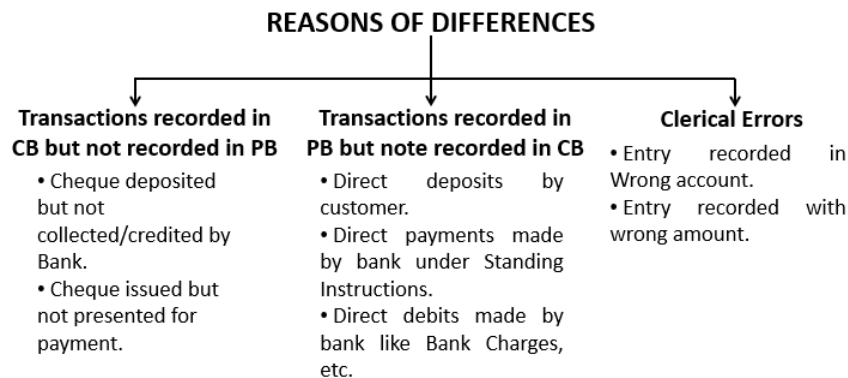 REASONS OF DIFFERENCES
Transactions recorded in
CB but not recorded in PB
• Cheque deposited
but not
collected/credited by
Bank.
• Cheque issued but
not presented for
payment.
Transactions recorded in
PB but note recorded in CB
• Direct deposits by
customer.
• Direct payments made
by bank under Standing
Instructions.
• Direct debits made by
bank like Bank Charges,
etc.
Clerical Errors
• Entry recorded in
Wrong account.
• Entry recorded with
wrong amount.